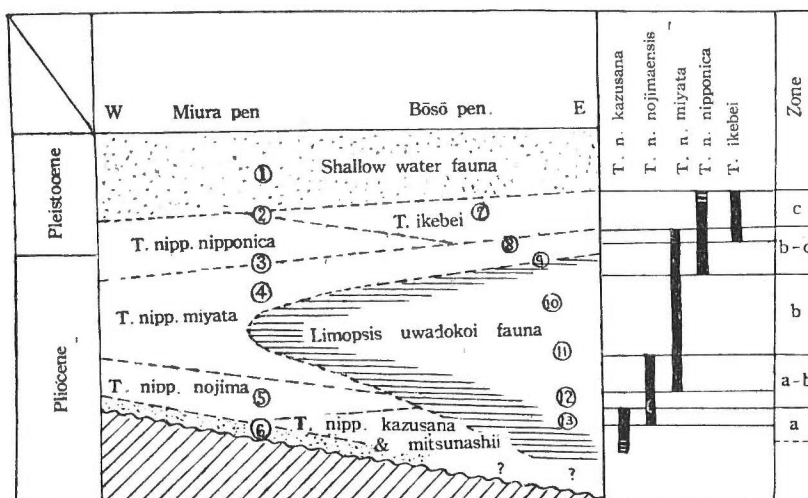 W Miura pen Bōsō pen. E
T. n. kazusana
T. n. nojimaensis
T. n. miyata
T. n. nipponica
T. ikebei
Zone
Pleistocene
Pliocene
① Shallow water fauna
② T. ikebei ⑦
T. nipp. nipponica ⑧
③ ⑨
④
T. nipp. miyata
Limopsis uwadokoi fauna
⑩
⑪
T. nipp. nojima
⑤ ⑫
⑥ T. nipp. kazusana ⑬
& mitsunashii
? ?
c
b-c
b
a-b
a